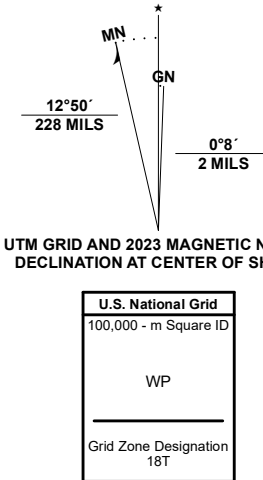 ★
MN
GN
12°50´
228 MILS
0°8´
2 MILS
UTM GRID AND 2023 MAGNETIC N
DECLINATION AT CENTER OF SH
U.S. National Grid
100,000 - m Square ID
WP
Grid Zone Designation
18T